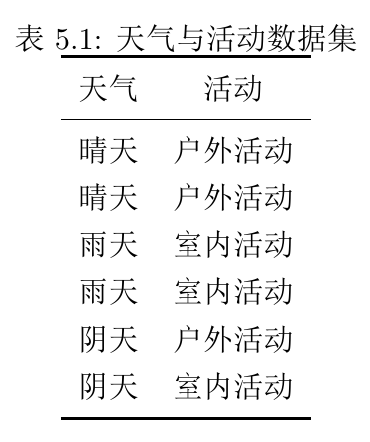 表 5.1: 天气与活动数据集
天气 活动
晴天 户外活动
晴天 户外活动
雨天 室内活动
雨天 室内活动
阴天 户外活动
阴天 室内活动